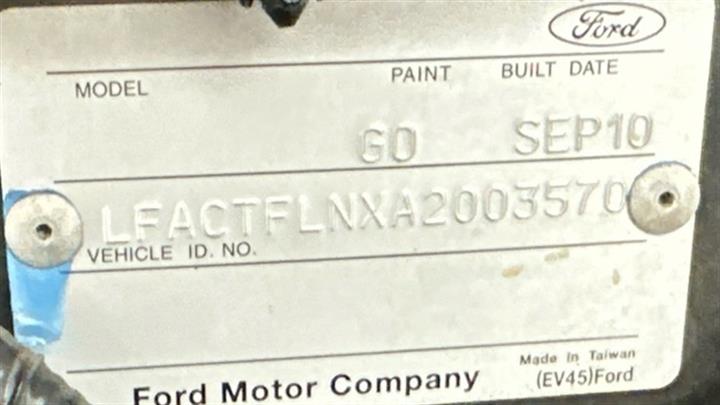 Ford
MODEL PAINT BUILT DATE
GO SEP10
LFACTFLNXA2003570
VEHICLE ID. NO.
Ford Motor Company
Made In Taiwan
(EV45)Ford